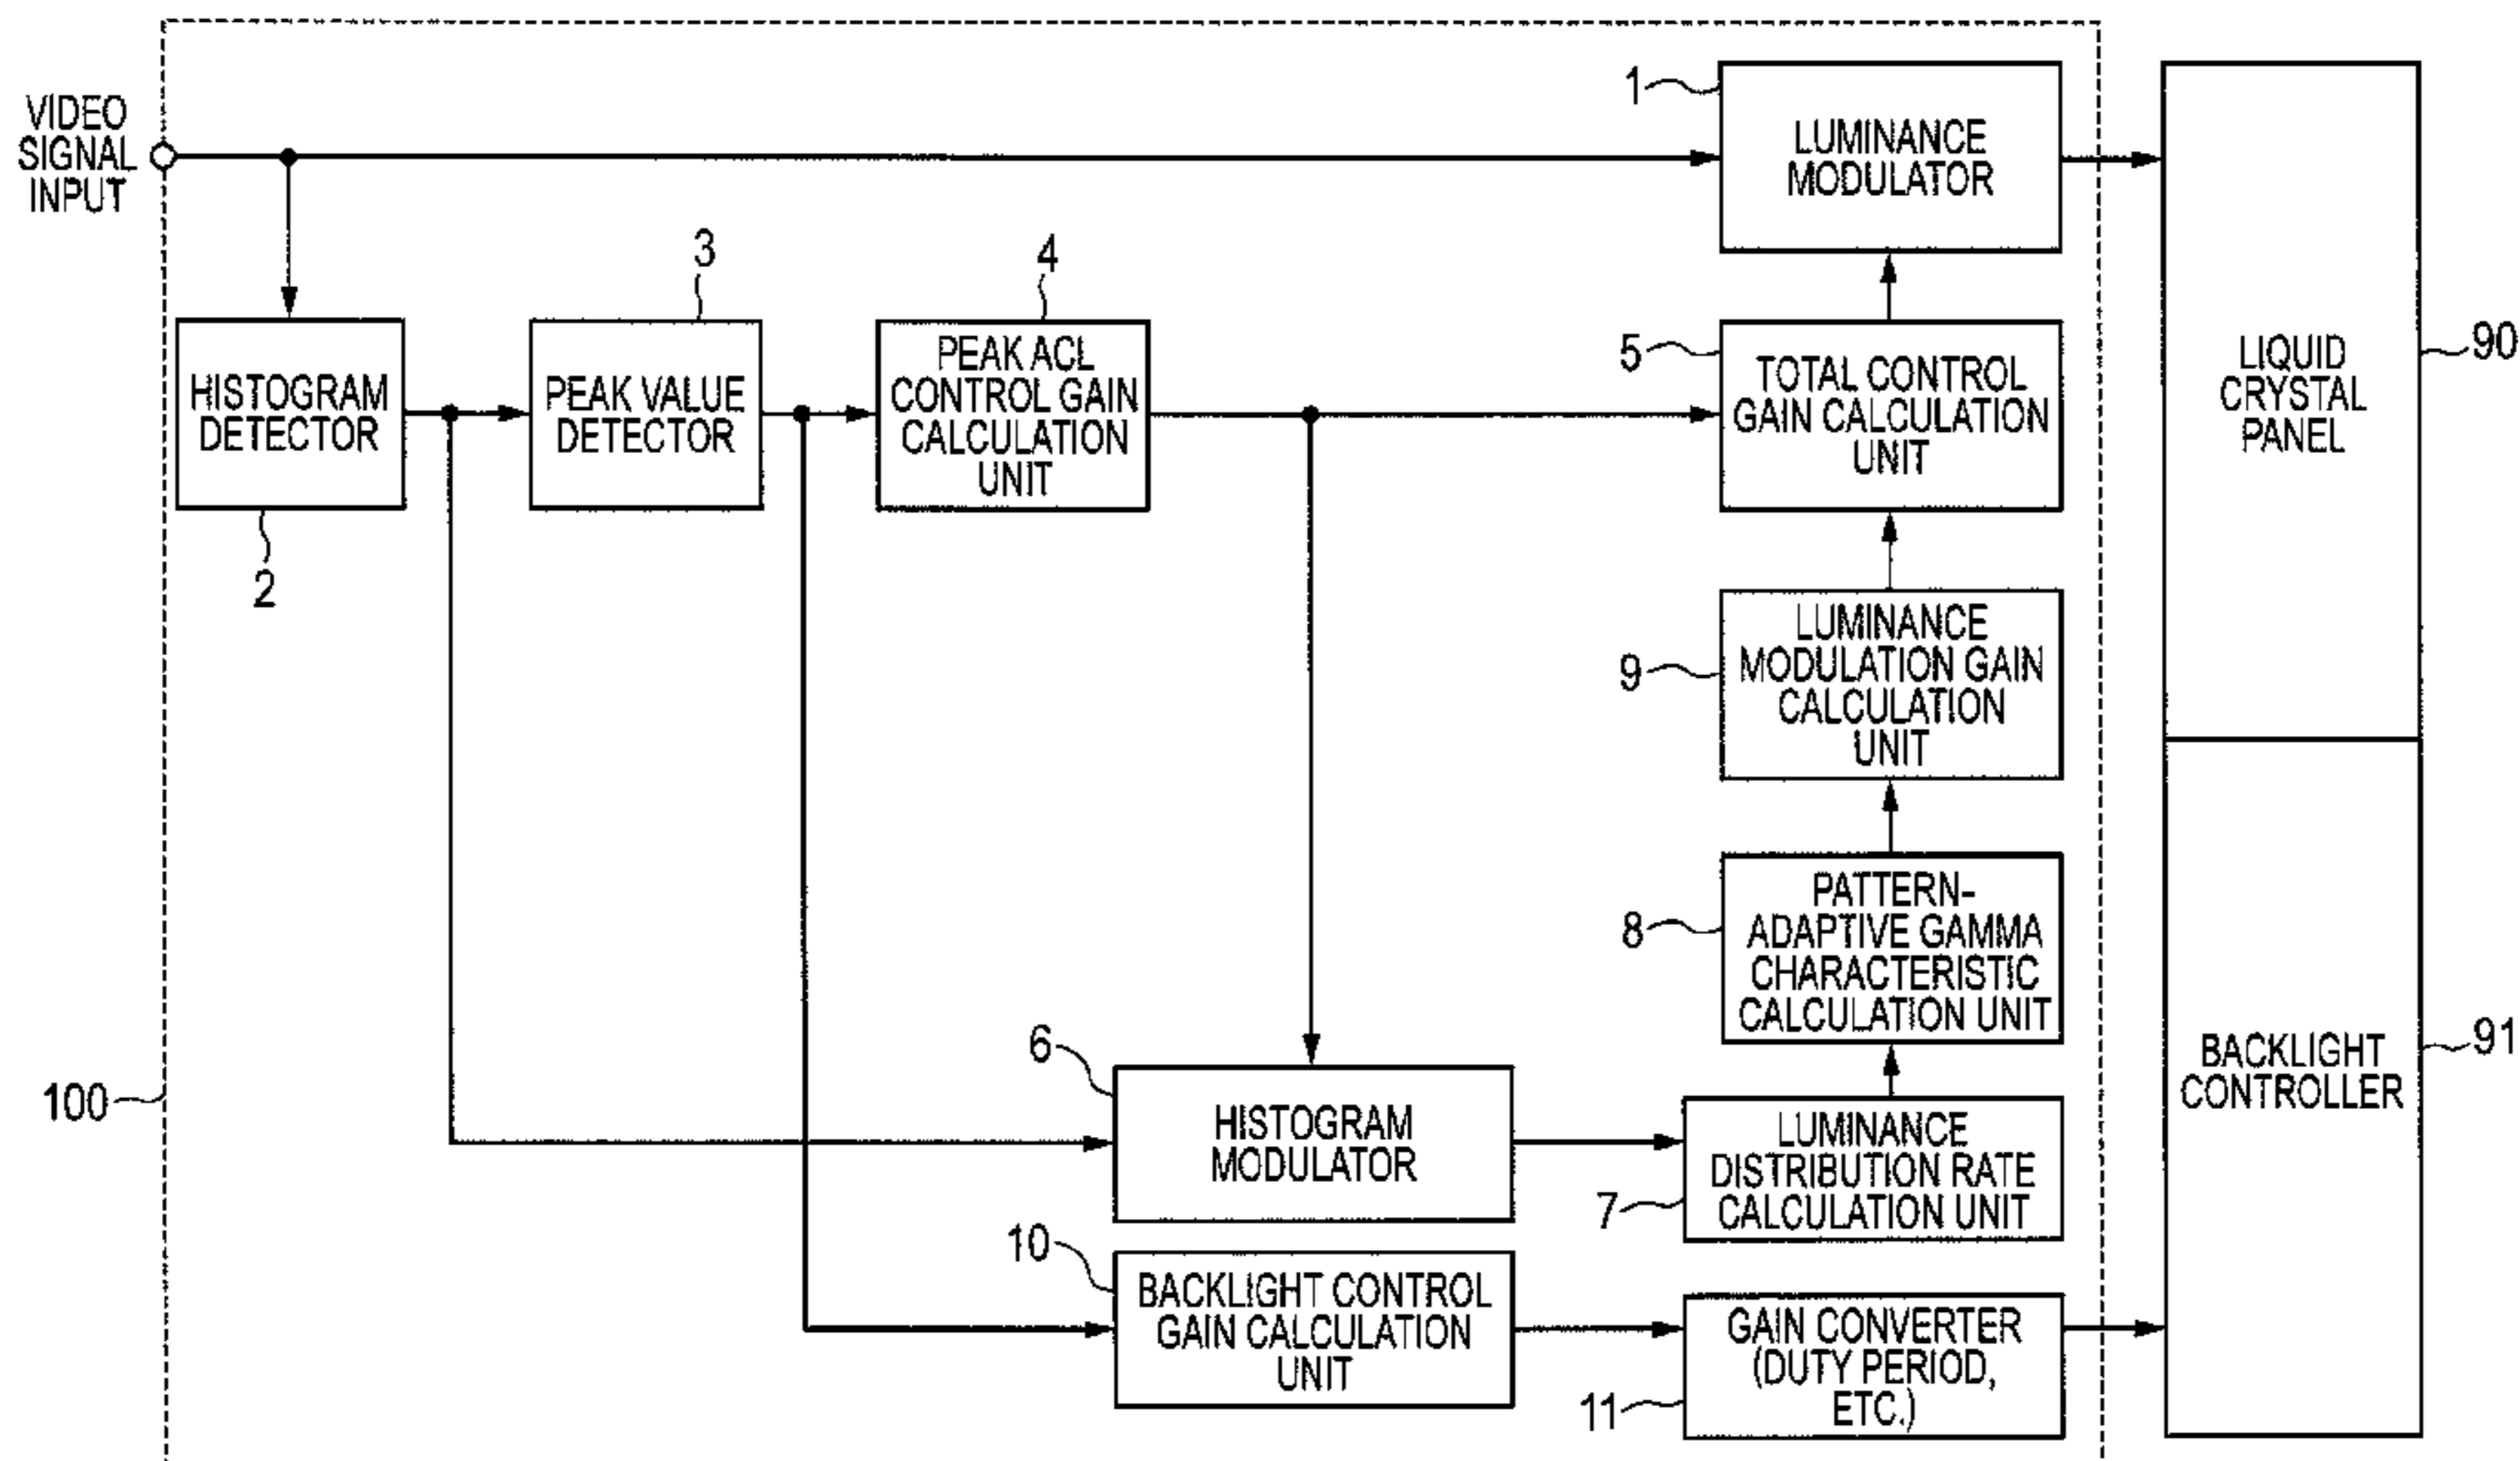 VIDEO
SIGNAL
INPUT
1
LUMINANCE
MODULATOR
HISTOGRAM
DETECTOR
2
3
PEAK VALUE
DETECTOR
4
PEAK ACL
CONTROL GAIN
CALCULATION
UNIT
5
TOTAL CONTROL
GAIN CALCULATION
UNIT
LIQUID
CRYSTAL
PANEL
90
9
LUMINANCE
MODULATION GAIN
CALCULATION
UNIT
8
PATTERN-
ADAPTIVE GAMMA
CHARACTERISTIC
CALCULATION UNIT
100
6
HISTOGRAM
MODULATOR
7
LUMINANCE
DISTRIBUTION RATE
CALCULATION UNIT
BACKLIGHT
CONTROLLER
91
10
BACKLIGHT CONTROL
GAIN CALCULATION
UNIT
11
GAIN CONVERTER
(DUTY PERIOD,
ETC.)